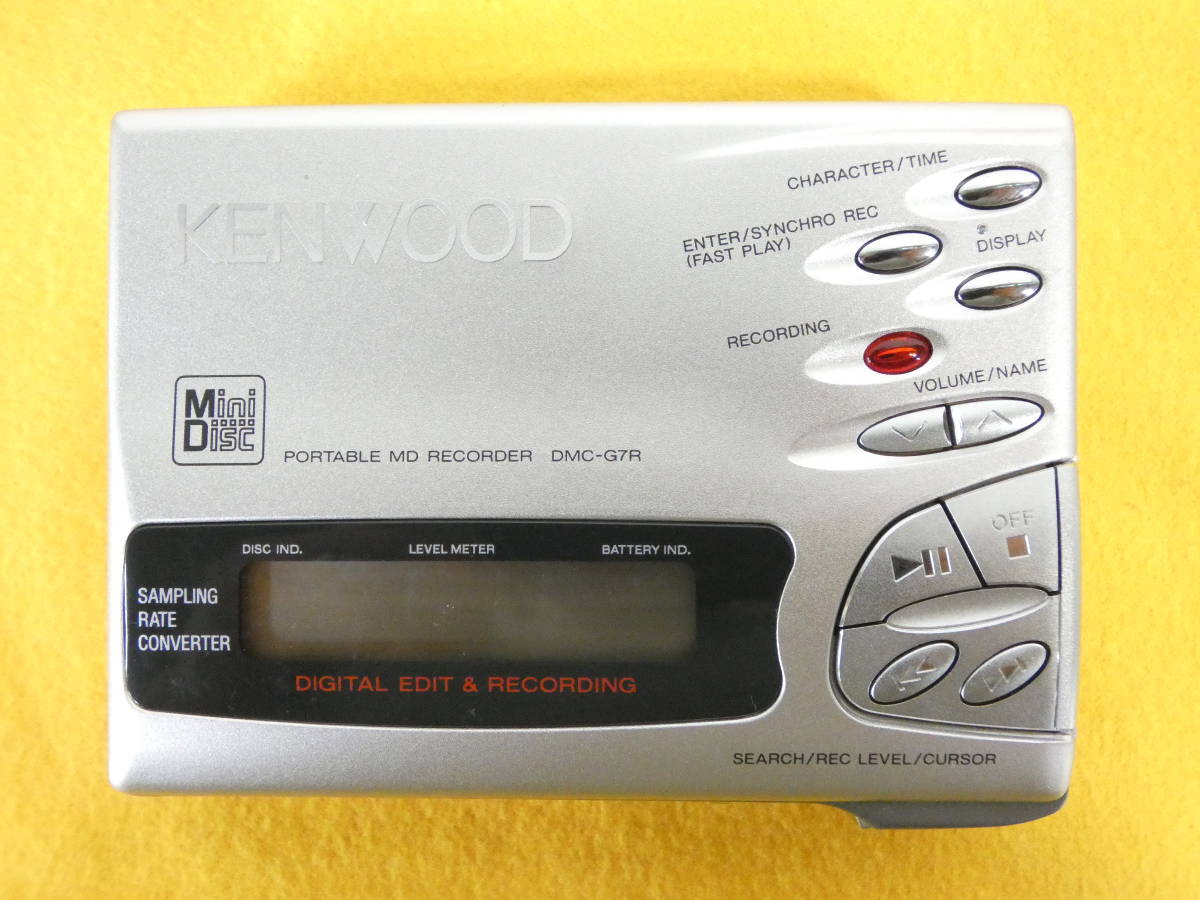 KENWOOD
CHARACTER/TIME
ENTER/SYNCHRO REC
(FAST PLAY)
DISPLAY
RECORDING
VOLUME/NAME
Mini
Disc
PORTABLE MD RECORDER DMC-G7R
OFF
DISC IND. LEVEL METER BATTERY IND.
SAMPLING
RATE
CONVERTER
DIGITAL EDIT & RECORDING
SEARCH/REC LEVEL/CURSOR